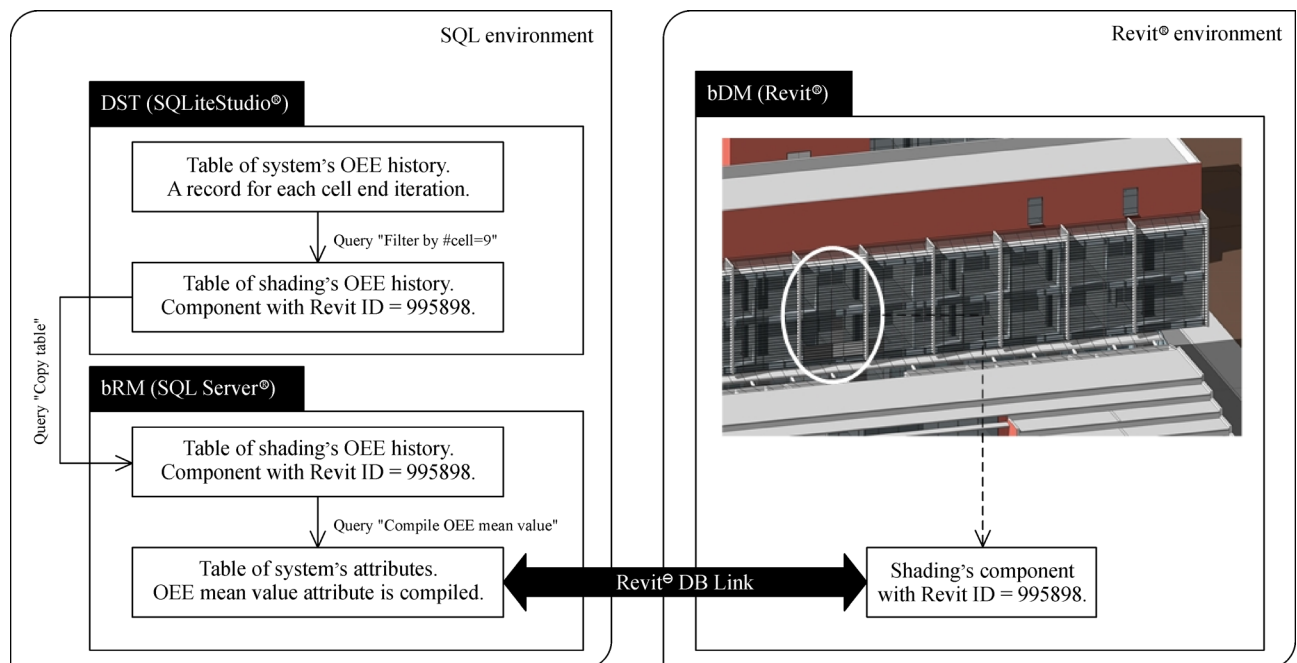 SQL environment
DST (SQLiteStudio®)
Table of system's OEE history.
A record for each cell end iteration.
Query "Filter by #cell=9"
Table of shading's OEE history.
Component with Revit ID = 995898.
Query "Copy table"
bRM (SQL Server®)
Table of shading's OEE history.
Component with Revit ID = 995898.
Query "Compile OEE mean value"
Table of system's attributes.
OEE mean value attribute is compiled.
Revit® DB Link
Revit® environment
bDM (Revit®)
Shading's component
with Revit ID = 995898.